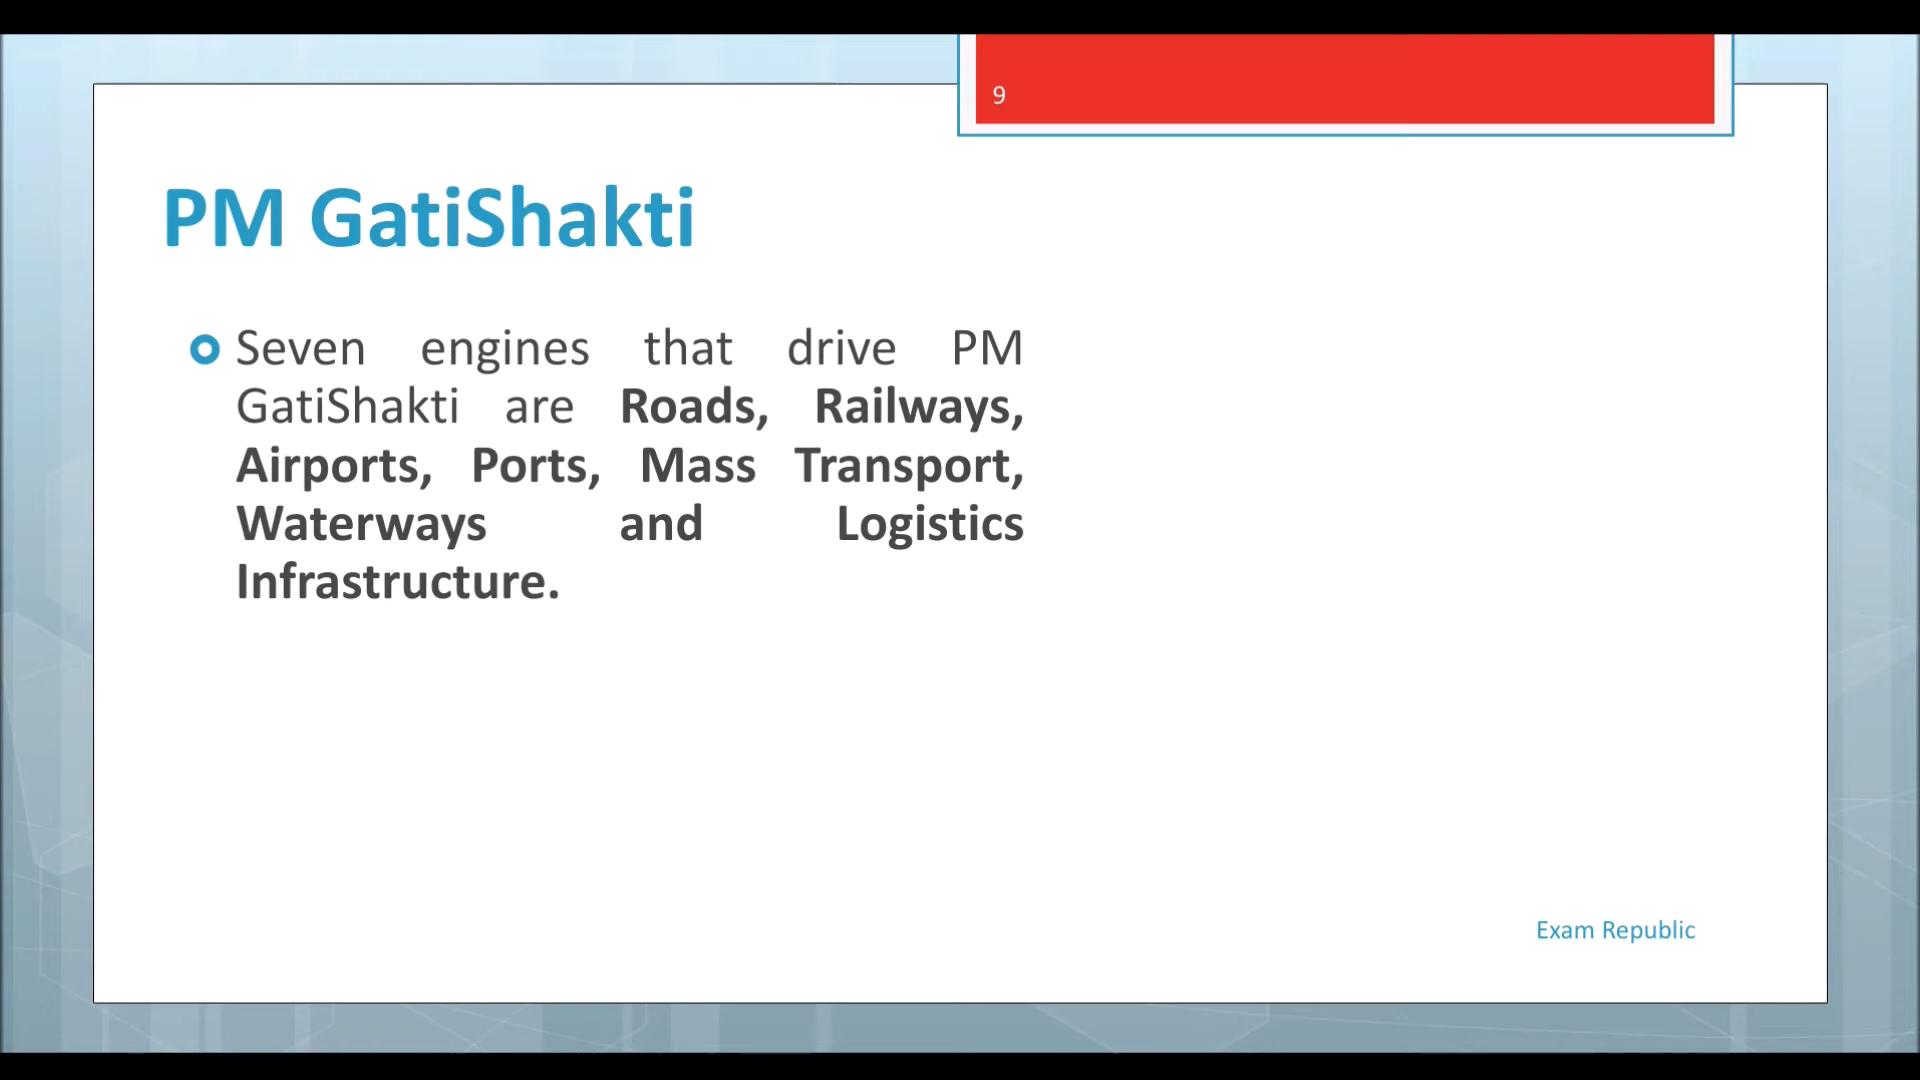 9
PM GatiShakti
Seven engines that drive PM
GatiShakti are Roads, Railways,
Airports, Ports, Mass Transport,
Waterways and Logistics
Infrastructure.
Exam Republic